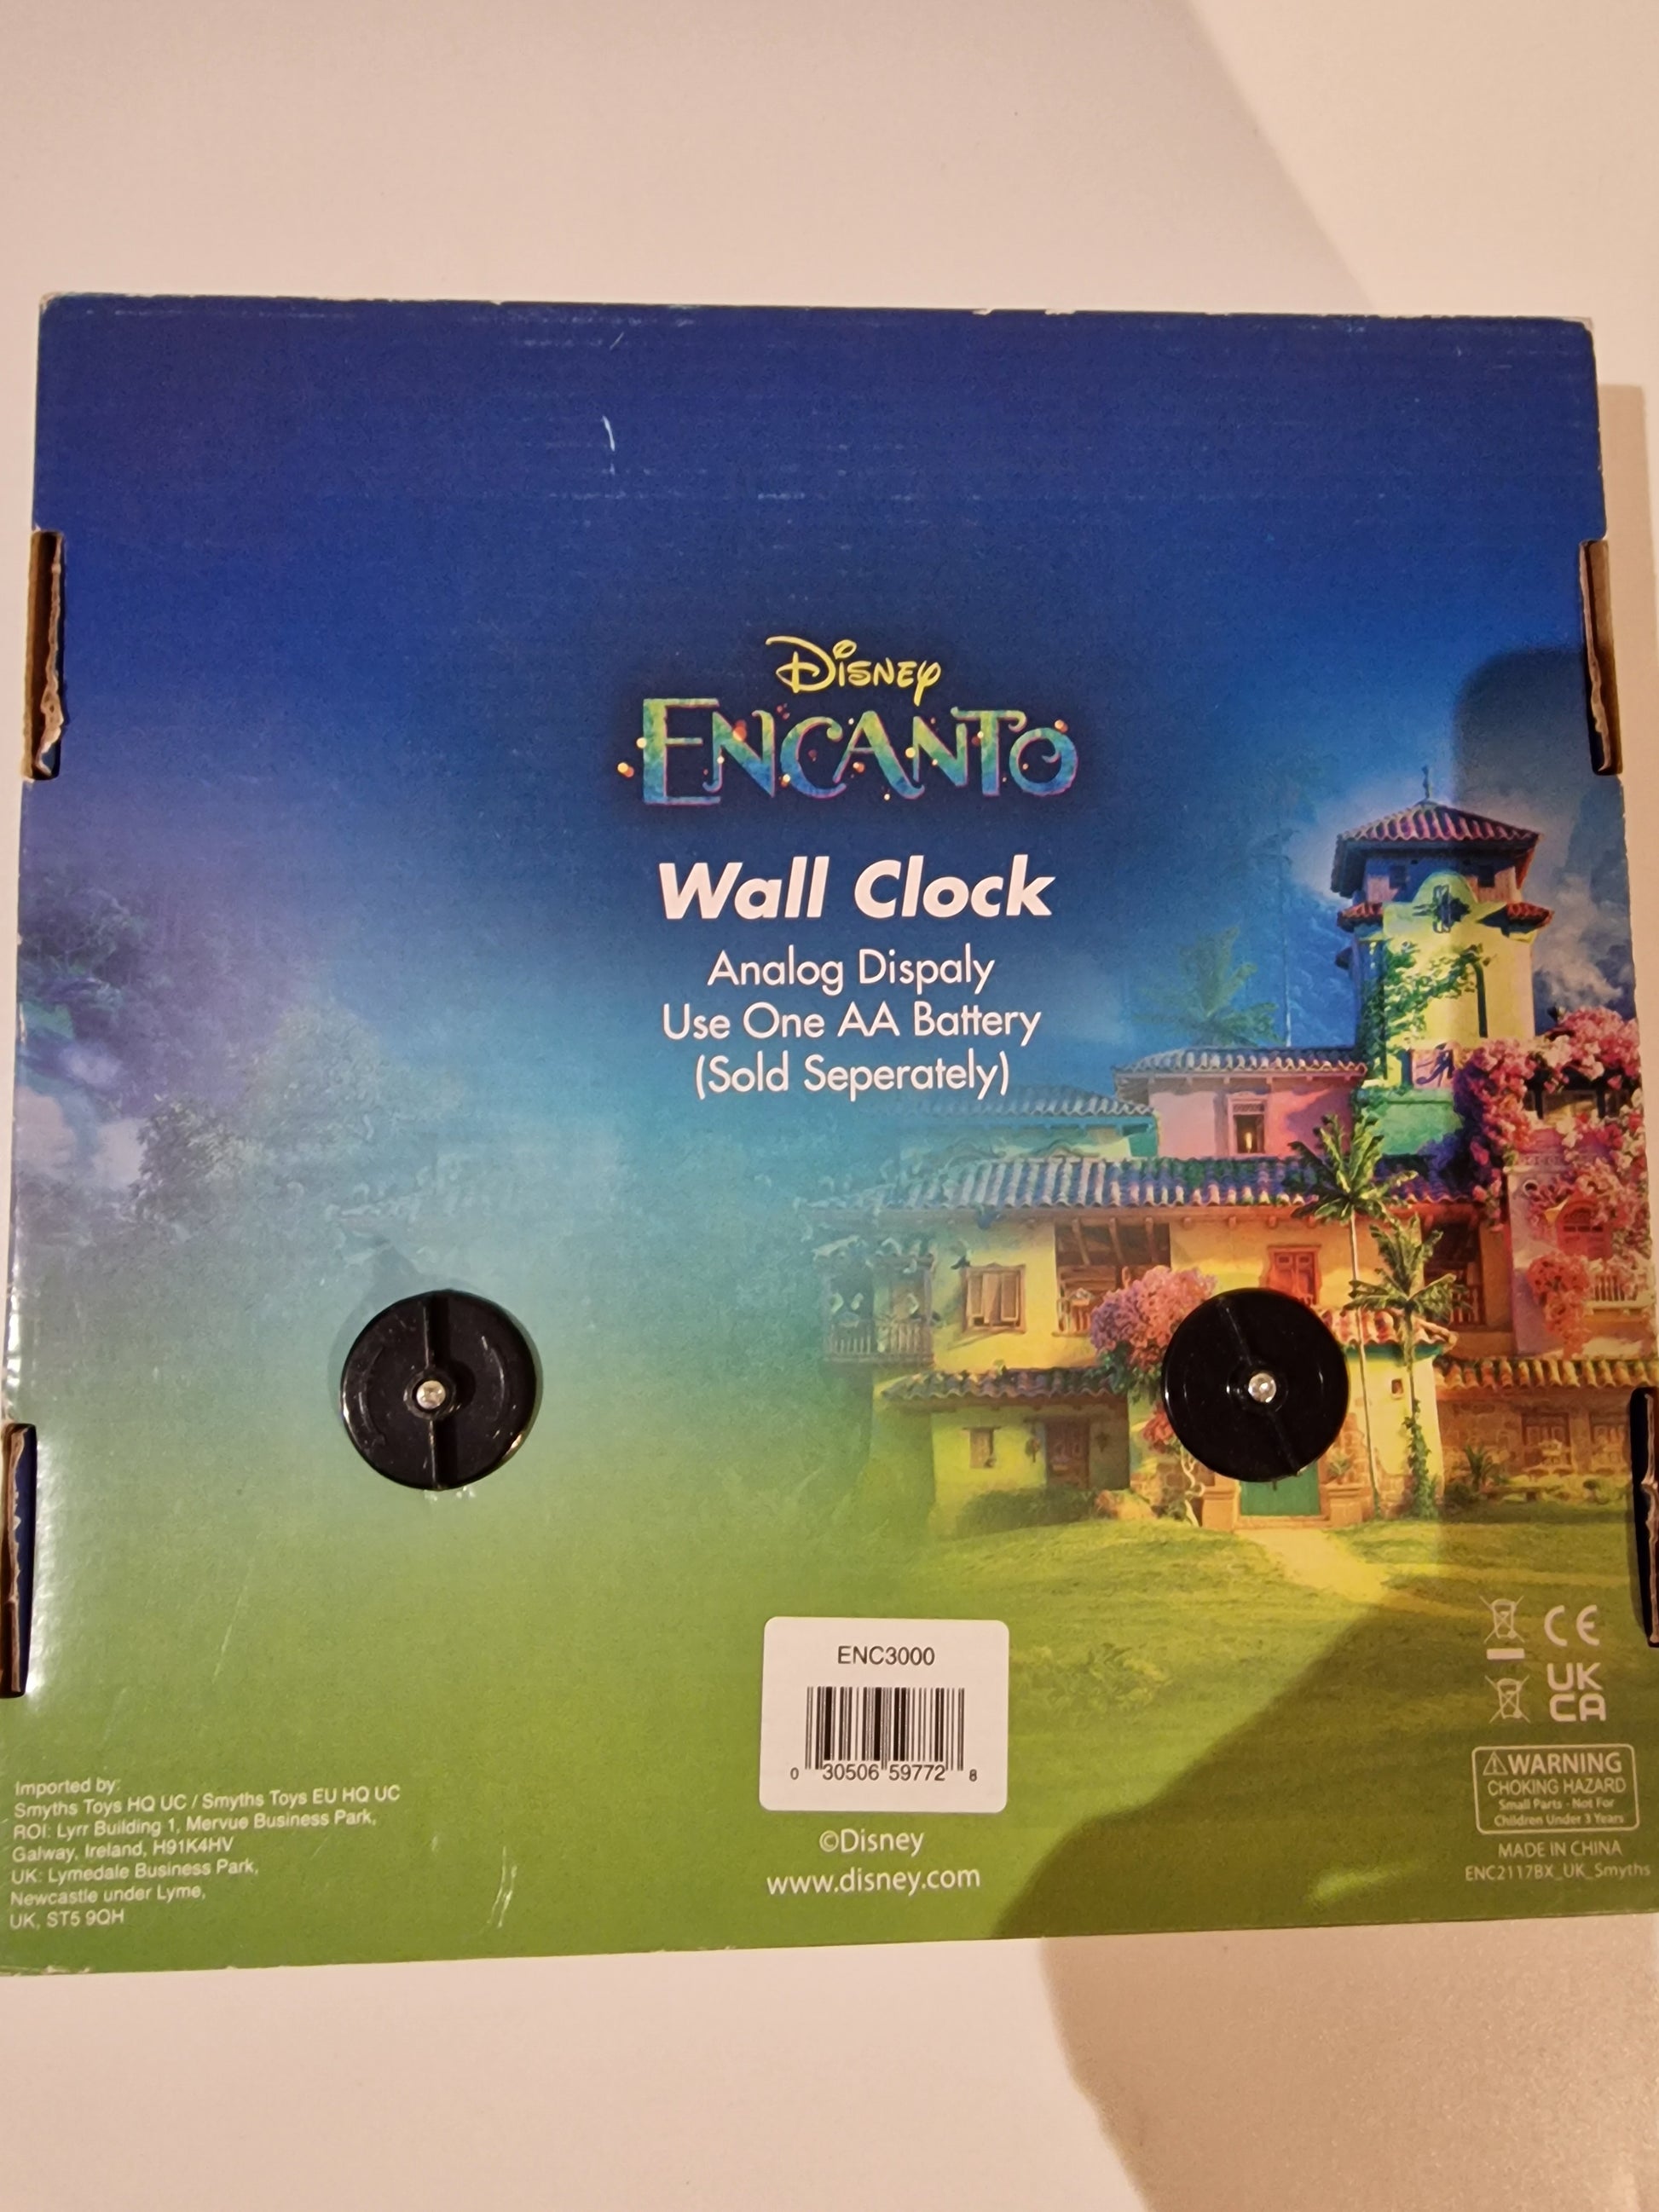 Disney
ENCANTO
Wall Clock
Analog Dispaly
Use One AA Battery
(Sold Seperately)
ENC3000
0 30506 59772 8
©Disney
www.disney.com
Imported by:
Smyths Toys HQ UC / Smyths Toys EU HQ UC
ROI: Lyrr Building 1, Mervue Business Park,
Galway, Ireland, H91K4HV
UK: Lymedale Business Park,
Newcastle under Lyme,
UK, ST5 9QH
CE
UK
CA
WARNING
CHOKING HAZARD
Small Parts - Not For
Children Under 3 Years
MADE IN CHINA
ENC2117BX_UK_Smyths